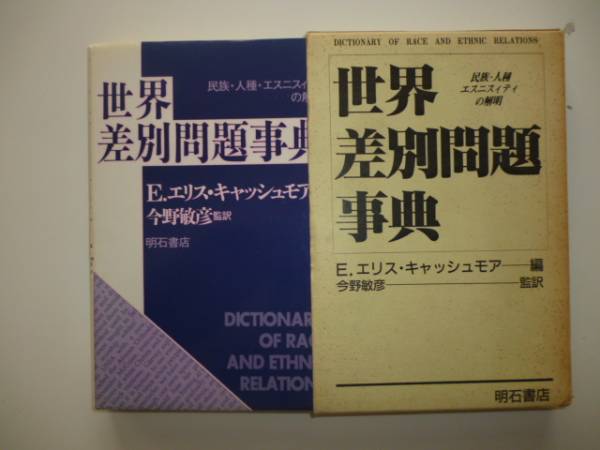 民族・人種・エスニスィ
の解
世界
差別問題事典
E.エリス・キャッシュモア
今野敏彦監訳
明石書店
DICTIONAR
OF RAC
AND ETHN
RELATION
DICTIONARY OF RACE AND ETHNIC RELATIONS
世界
民族・人種
エスニスィティ
の解明
差別問題
事典
E.エリス・キャッシュモア——編
今野敏彦——監訳
明石書店